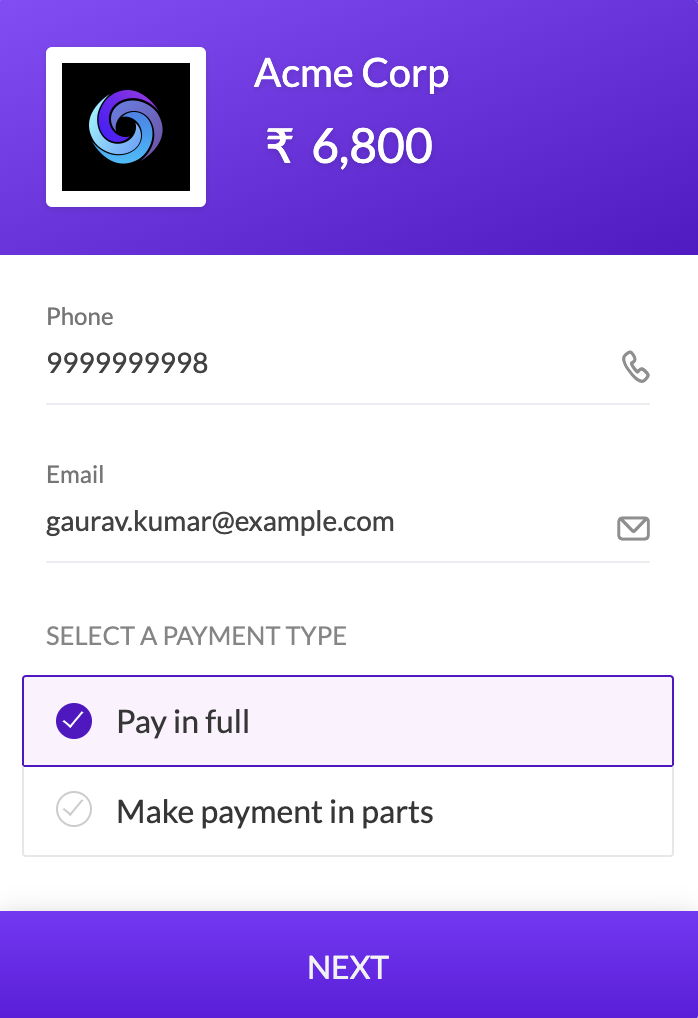 Acme Corp
₹ 6,800
Phone
9999999998
Email
gaurav.kumar@example.com
SELECT A PAYMENT TYPE
Pay in full
Make payment in parts
NEXT